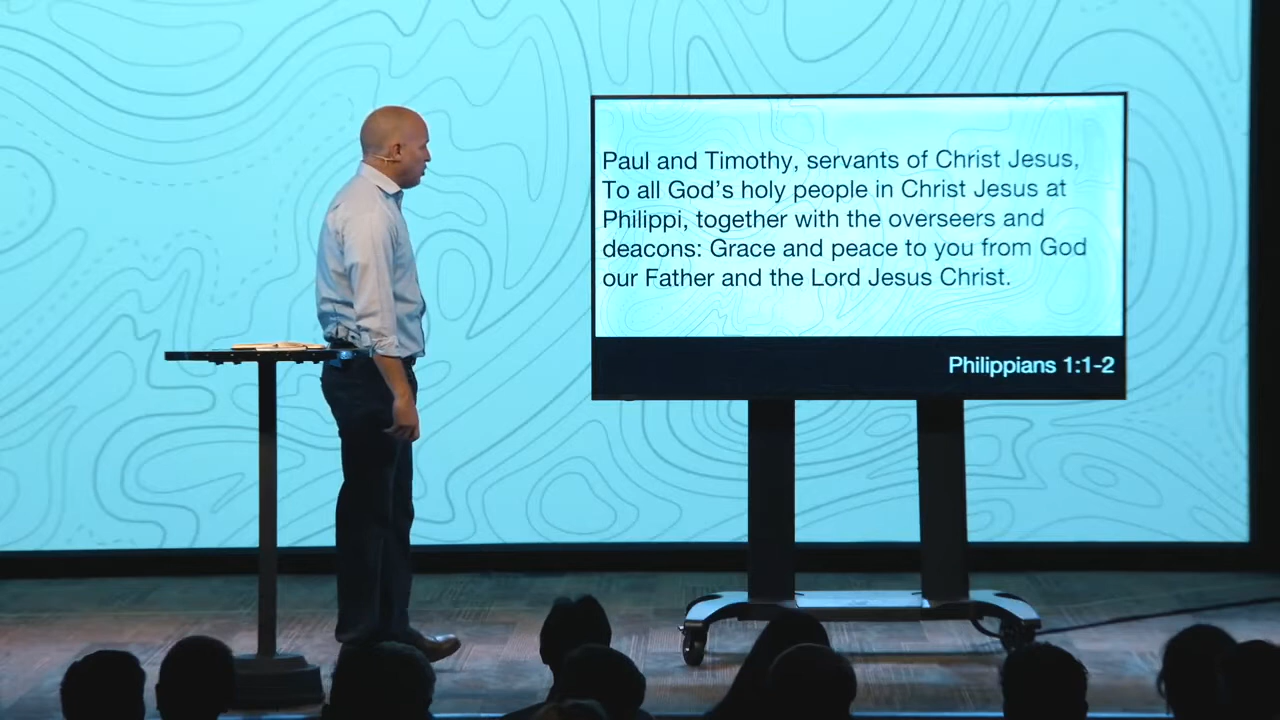 Paul and Timothy, servants of Christ Jesus,
To all God’s holy people in Christ Jesus at
Philippi, together with the overseers and
deacons: Grace and peace to you from God
our Father and the Lord Jesus Christ.
Philippians 1:1-2